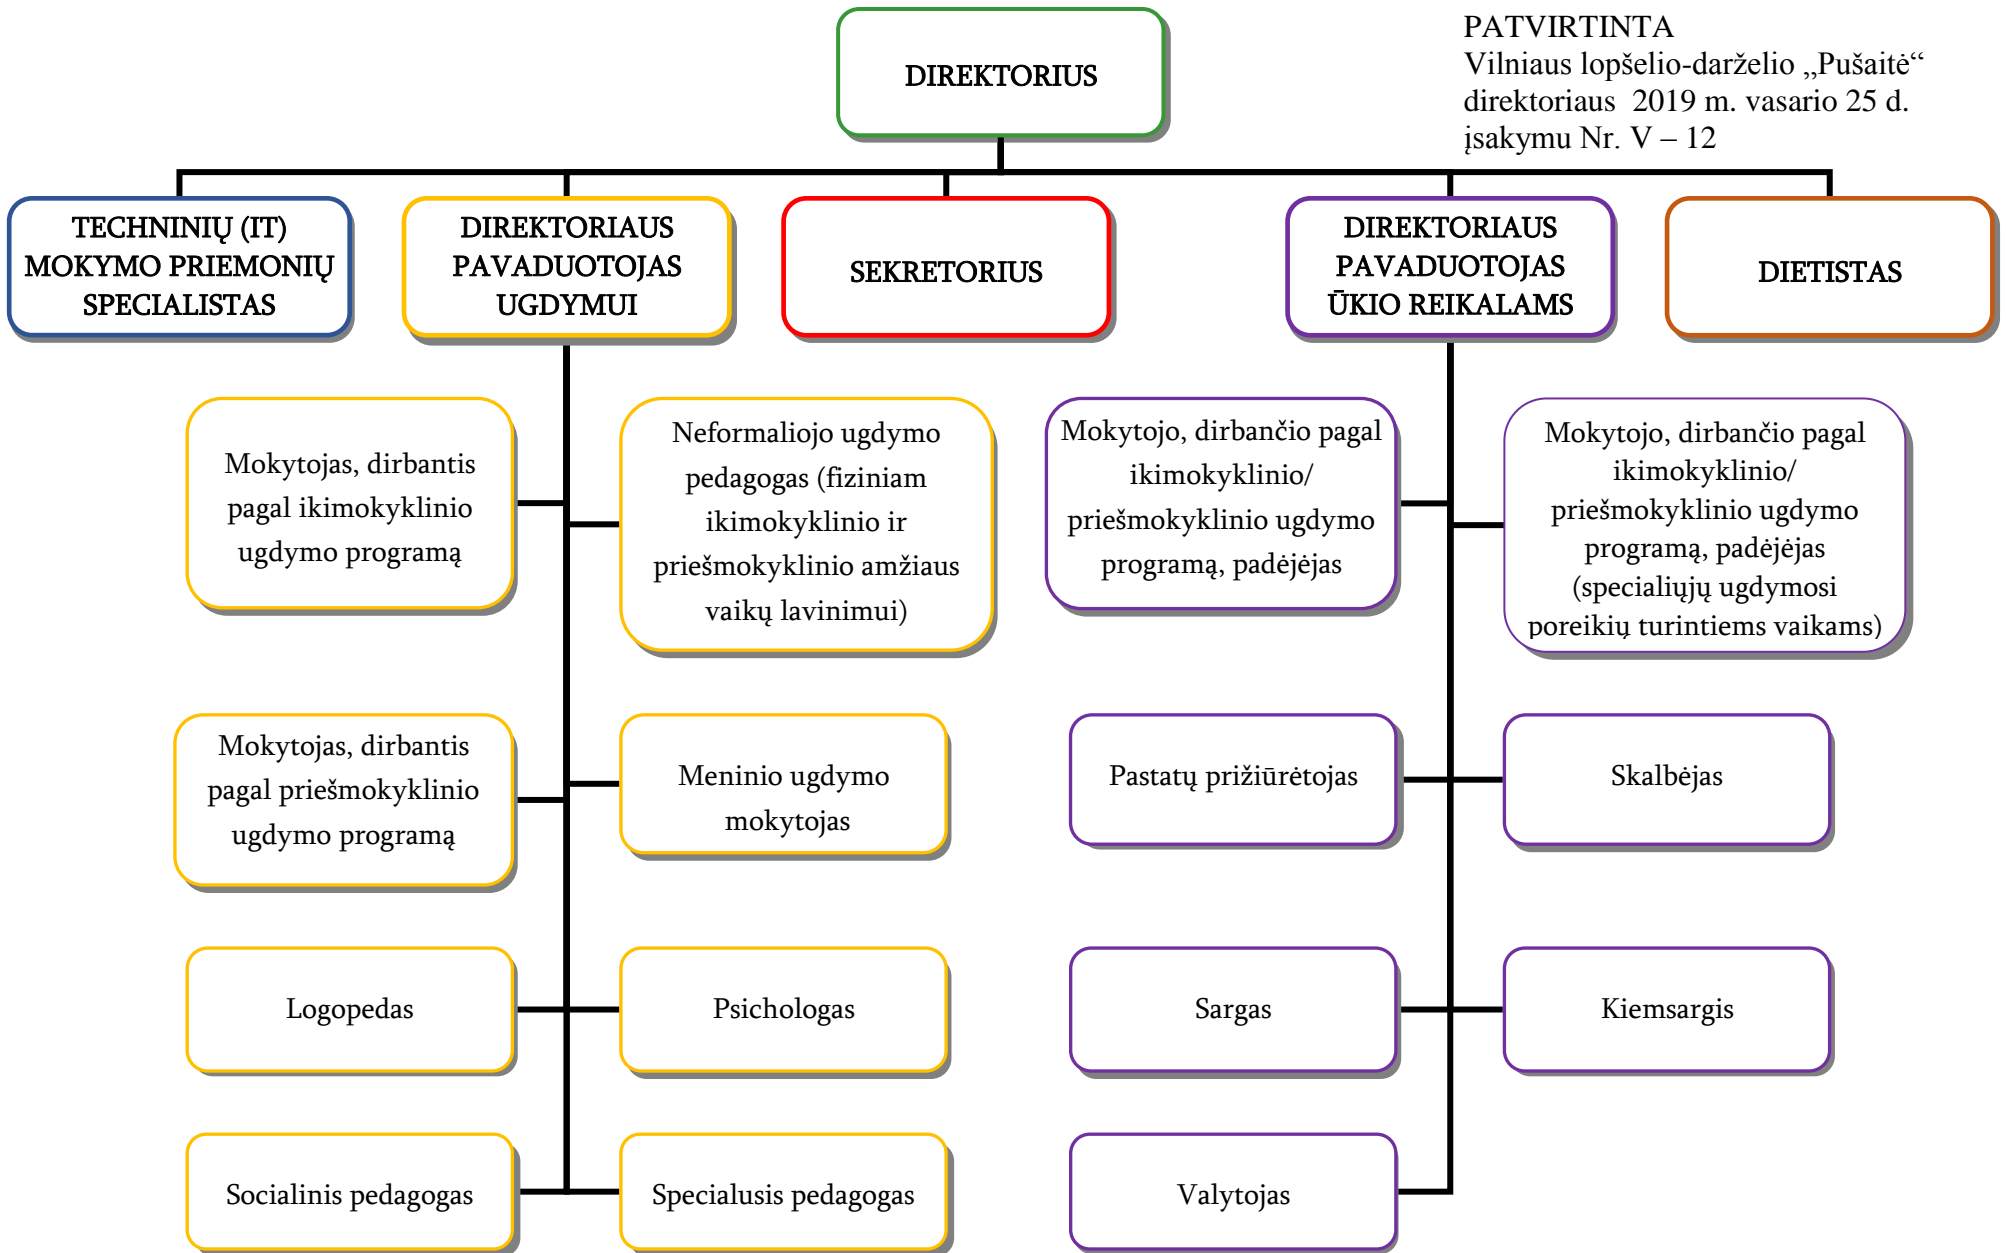 DIREKTORIUS
PATVIRTINTA
Vilniaus lopšelio-darželio „Pušaitė“
direktoriaus 2019 m. vasario 25 d.
įsakymu Nr. V – 12
TECHNINIŲ (IT)
MOKYMO PRIEMONIŲ
SPECIALISTAS
DIREKTORIAUS
PAVADUOTOJAS
UGDYMUI
SEKRETORIUS
DIREKTORIAUS
PAVADUOTOJAS
ŪKIO REIKALAMS
DIETISTAS
Mokytojas, dirbantis
pagal ikimokyklinio
ugdymo programą
Neformaliojo ugdymo
pedagogas (fiziniam
ikimokyklinio ir
priešmokyklinio amžiaus
vaikų lavinimui)
Mokytojo, dirbančio pagal
ikimokyklinio/
priešmokyklinio ugdymo
programą, padėjėjas
Mokytojo, dirbančio pagal
ikimokyklinio/
priešmokyklinio ugdymo
programą, padėjėjas
(specialiųjų ugdymosi
poreikių turintiems vaikams)
Mokytojas, dirbantis
pagal priešmokyklinio
ugdymo programą
Meninio ugdymo
mokytojas
Pastatų prižiūrėtojas
Skalbėjas
Logopedas
Psichologas
Sargas
Kiemsargis
Socialinis pedagogas
Specialusis pedagogas
Valytojas